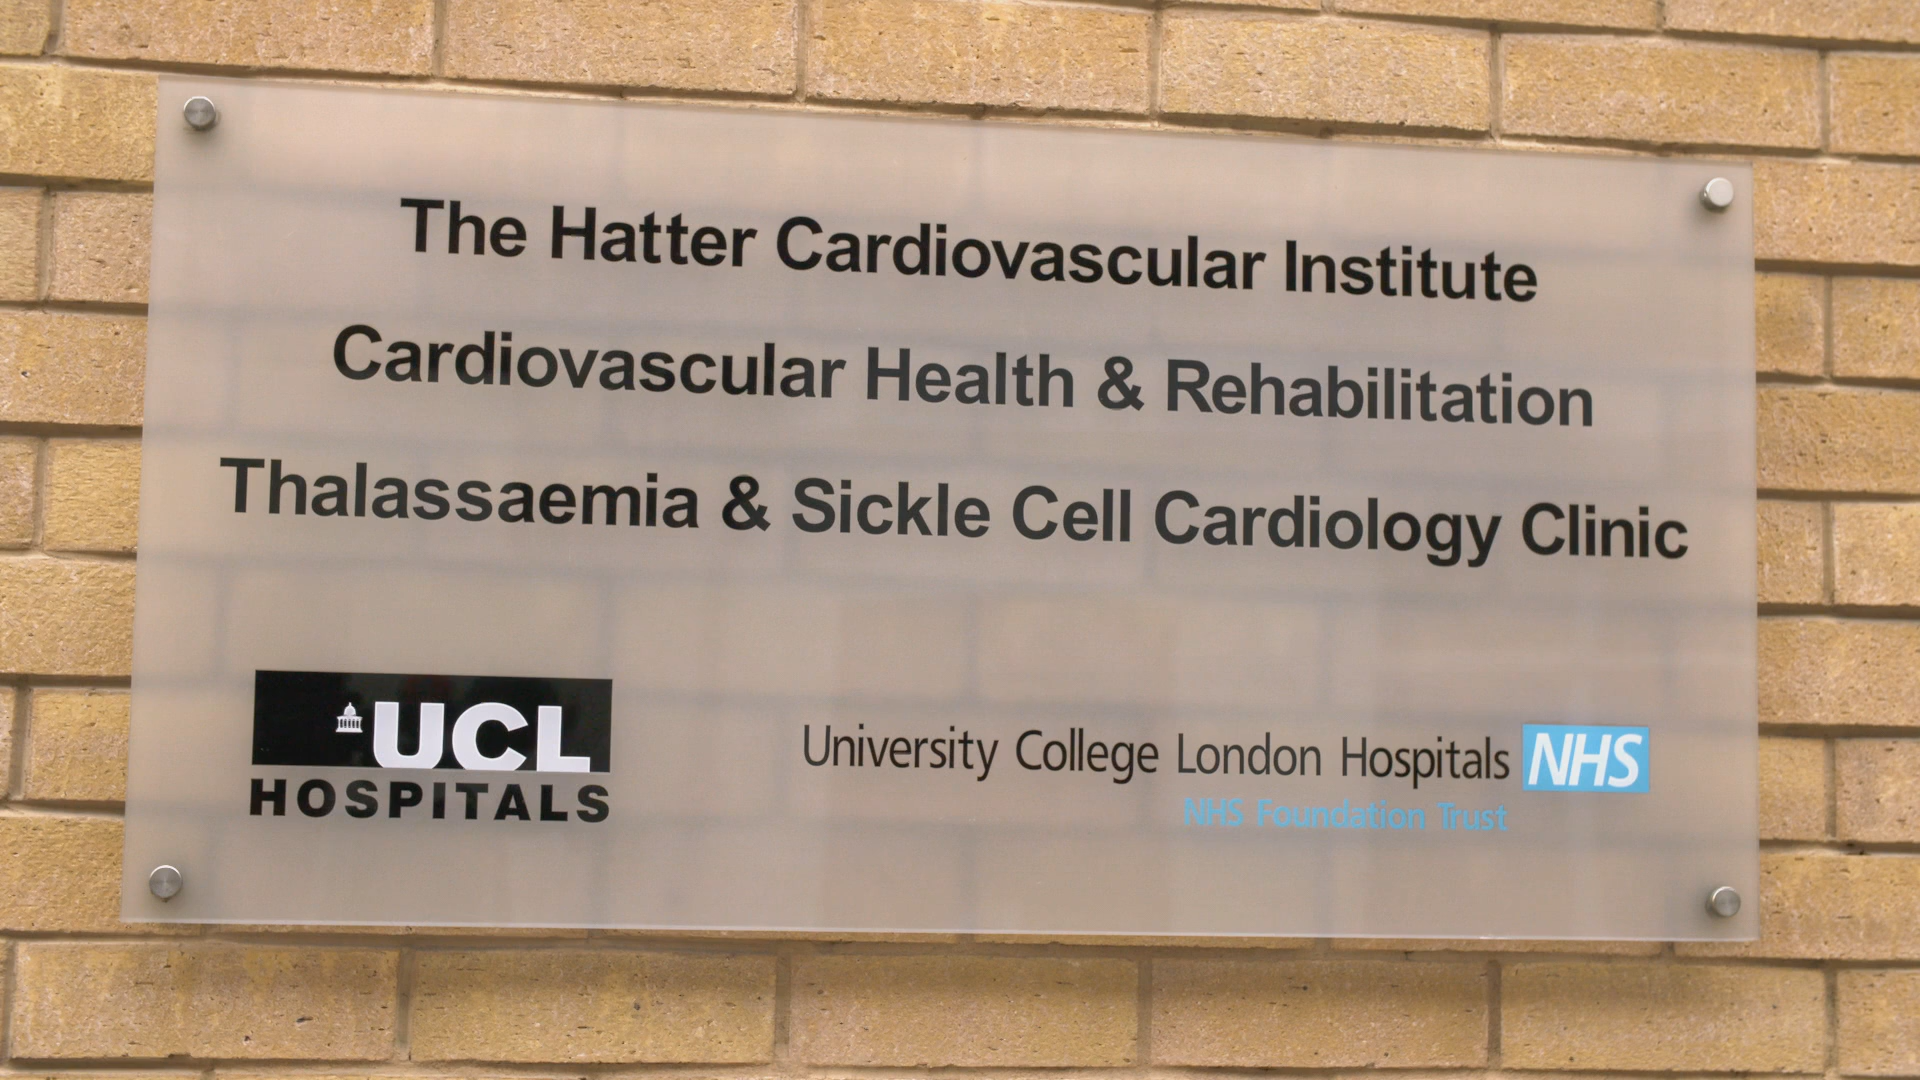 The Hatter Cardiovascular Institute
Cardiovascular Health & Rehabilitation
Thalassaemia & Sickle Cell Cardiology Clinic
UCL
HOSPITALS
University College London Hospitals NHS
NHS Foundation Trust